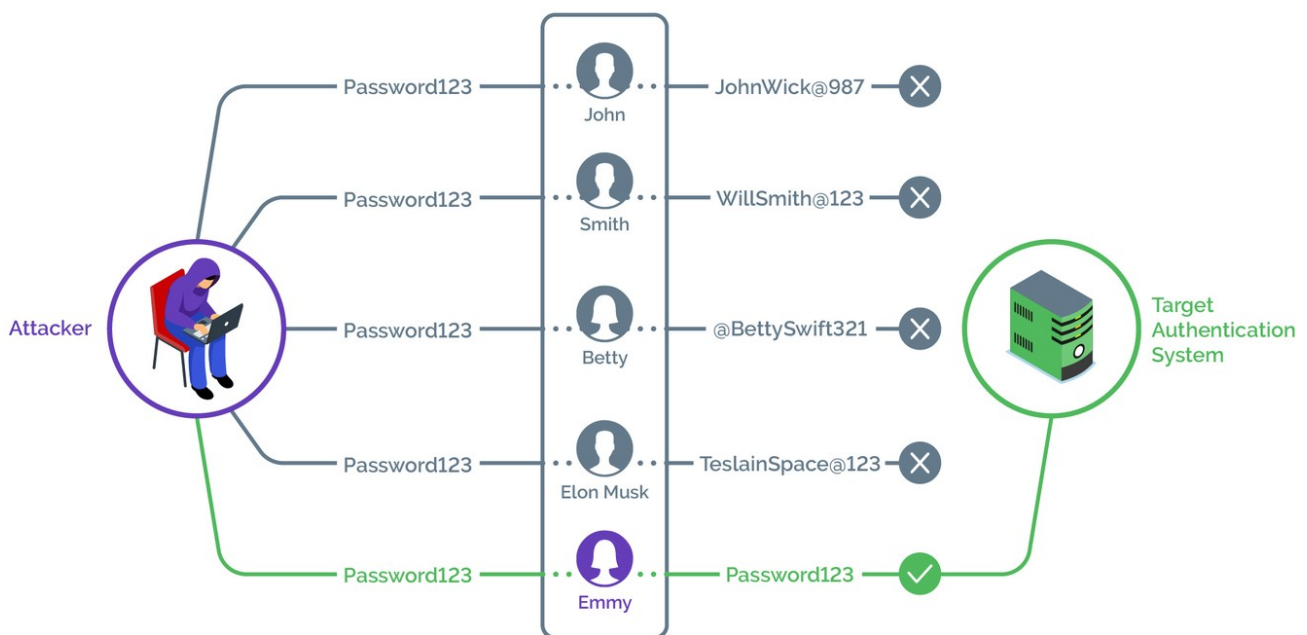 Password123
John
JohnWick@987
Password123
Smith
WillSmith@123
Attacker
Password123
Betty
@BettySwift321
Target
Authentication
System
Password123
Elon Musk
TeslainSpace@123
Password123
Emmy
Password123